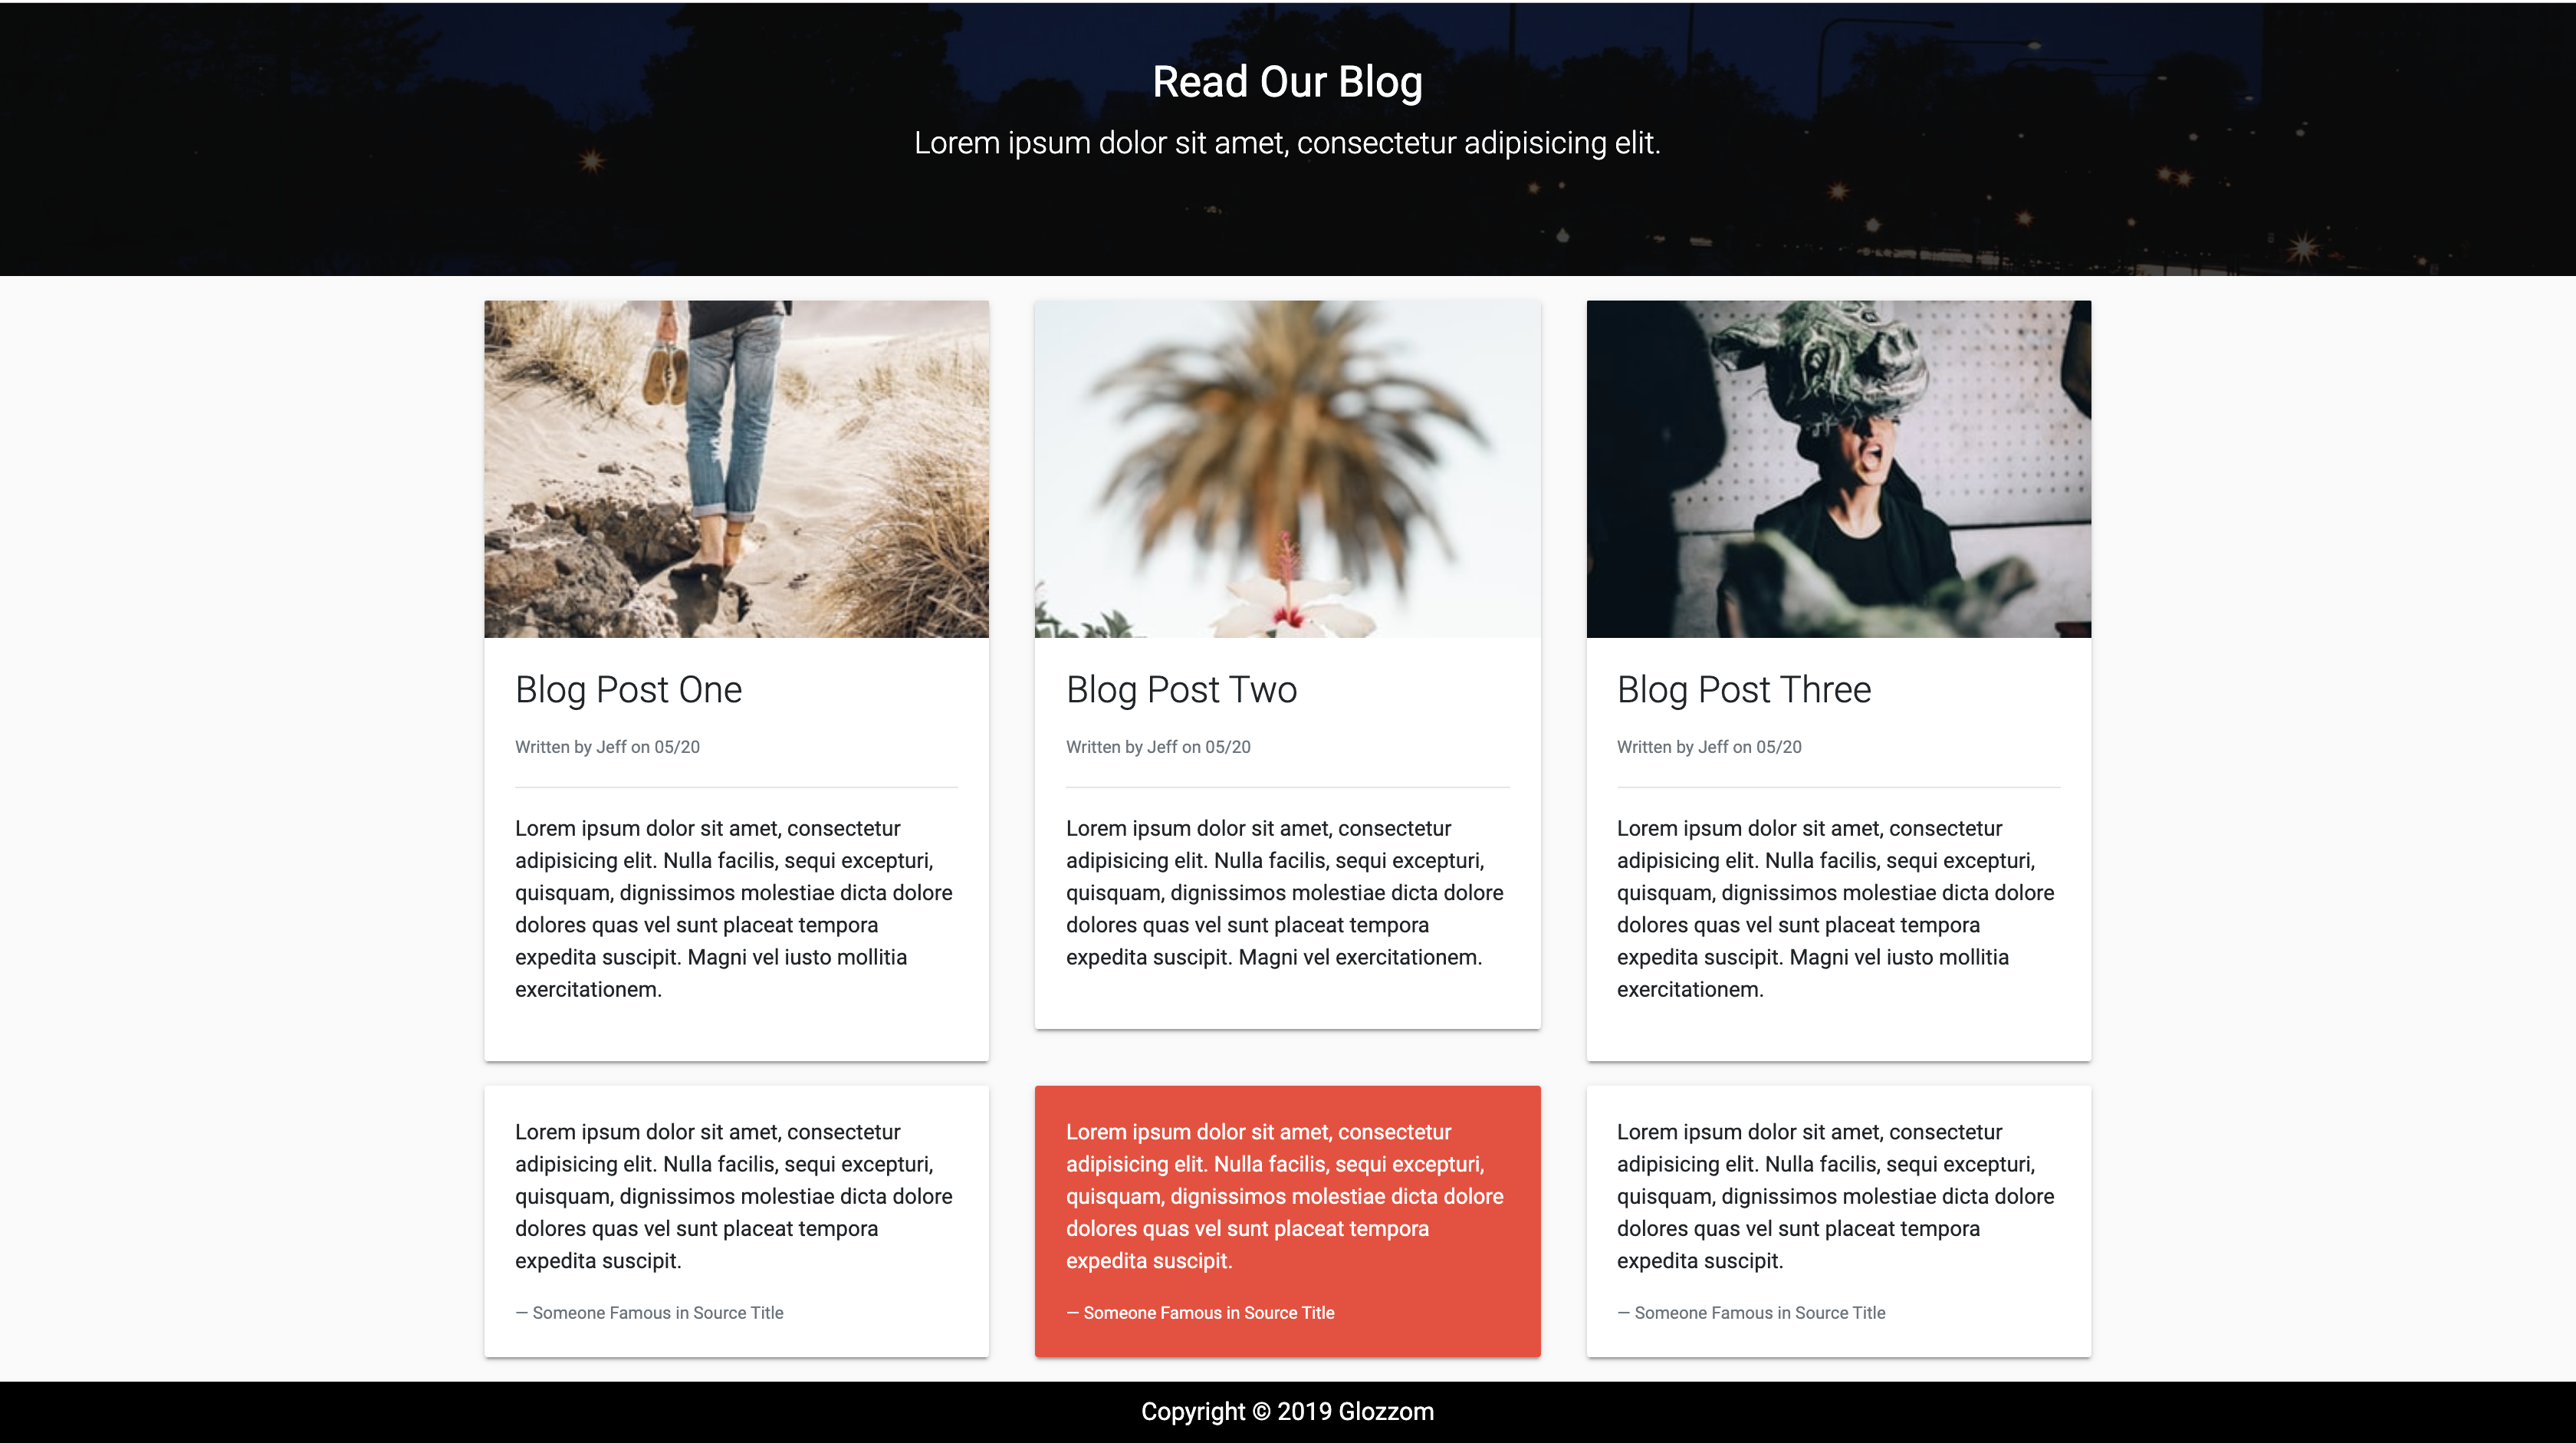 Read Our Blog
Lorem ipsum dolor sit amet, consectetur adipisicing elit.
Blog Post One
Written by Jeff on 05/20
Lorem ipsum dolor sit amet, consectetur
adipisicing elit. Nulla facilis, sequi excepturi,
quisquam, dignissimos molestiae dicta dolore
dolores quas vel sunt placeat tempora
expedita suscipit. Magni vel iusto mollitia
exercitationem.
Blog Post Two
Written by Jeff on 05/20
Lorem ipsum dolor sit amet, consectetur
adipisicing elit. Nulla facilis, sequi excepturi,
quisquam, dignissimos molestiae dicta dolore
dolores quas vel sunt placeat tempora
expedita suscipit. Magni vel exercitationem.
Blog Post Three
Written by Jeff on 05/20
Lorem ipsum dolor sit amet, consectetur
adipisicing elit. Nulla facilis, sequi excepturi,
quisquam, dignissimos molestiae dicta dolore
dolores quas vel sunt placeat tempora
expedita suscipit. Magni vel iusto mollitia
exercitationem.
Lorem ipsum dolor sit amet, consectetur
adipisicing elit. Nulla facilis, sequi excepturi,
quisquam, dignissimos molestiae dicta dolore
dolores quas vel sunt placeat tempora
expedita suscipit.
— Someone Famous in Source Title
Lorem ipsum dolor sit amet, consectetur
adipisicing elit. Nulla facilis, sequi excepturi,
quisquam, dignissimos molestiae dicta dolore
dolores quas vel sunt placeat tempora
expedita suscipit.
— Someone Famous in Source Title
Lorem ipsum dolor sit amet, consectetur
adipisicing elit. Nulla facilis, sequi excepturi,
quisquam, dignissimos molestiae dicta dolore
dolores quas vel sunt placeat tempora
expedita suscipit.
— Someone Famous in Source Title
Copyright © 2019 Glozzom